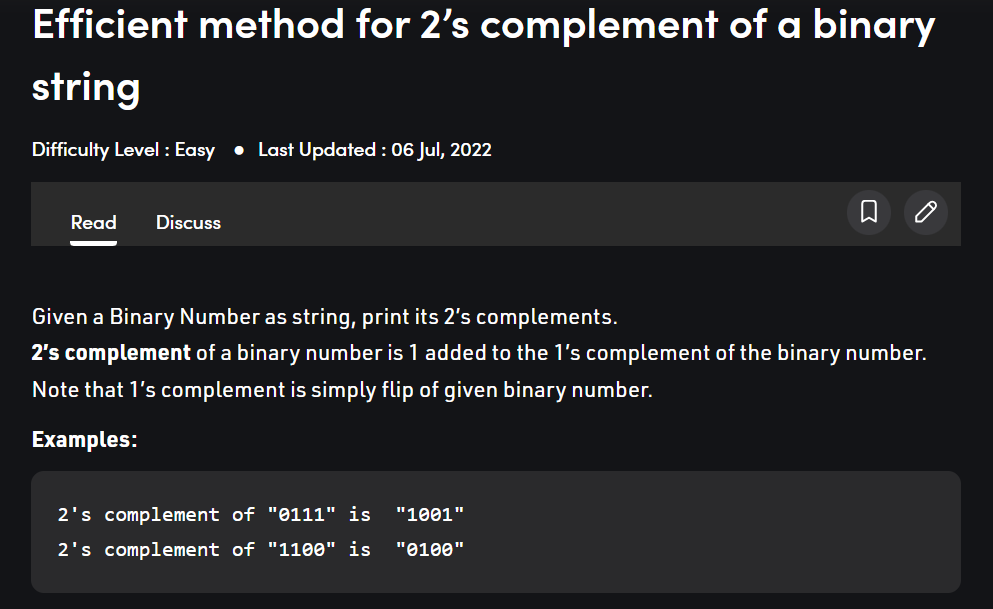 Efficient method for 2’s complement of a binary
string
Difficulty Level : Easy ● Last Updated : 06 Jul, 2022
Read Discuss
Given a Binary Number as string, print its 2’s complements.
2’s complement of a binary number is 1 added to the 1’s complement of the binary number.
Note that 1’s complement is simply flip of given binary number.
Examples:
2's complement of "0111" is  "1001"
2's complement of "1100" is  "0100"